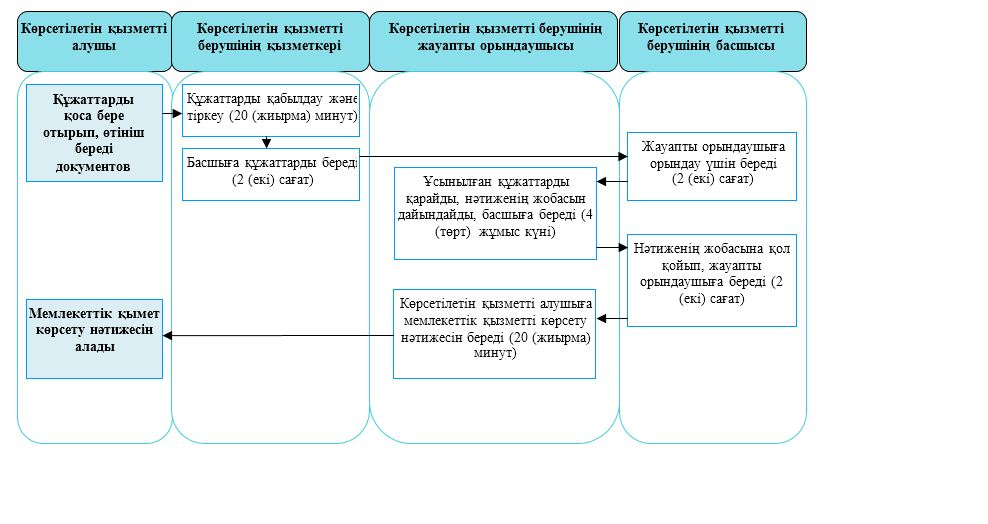 Көрсетілетін қызметті
алушы
Көрсетілетін қызметті
берушінің қызметкері
Көрсетілетін қызметті берушінің
жауапты орындаушысы
Көрсетілетін қызметті
берушінің басшысы
Құжаттарды
қоса бере
отырып, өтініш
береді
документов
Құжаттарды қабылдау және
тіркеу (20 (жиырма) минут)
Басшыға құжаттарды береді
(2 (екі) сағат)
Жауапты орындаушыға
орындау үшін береді
(2 (екі) сағат)
Ұсынылған құжаттарды
қарайды, нәтиженің жобасын
дайындайды, басшыға береді (4
(төрт) жұмыс күні)
Нәтиженің жобасына қол
қойып, жауапты
орындаушыға береді (2
(екі) сағат)
Көрсетілетін қызметті алушыға
мемлекеттік қызметті көрсету
нәтижесін береді (20 (жиырма)
минут)
Мемлекеттік қымет
көрсету нәтижесін
алады